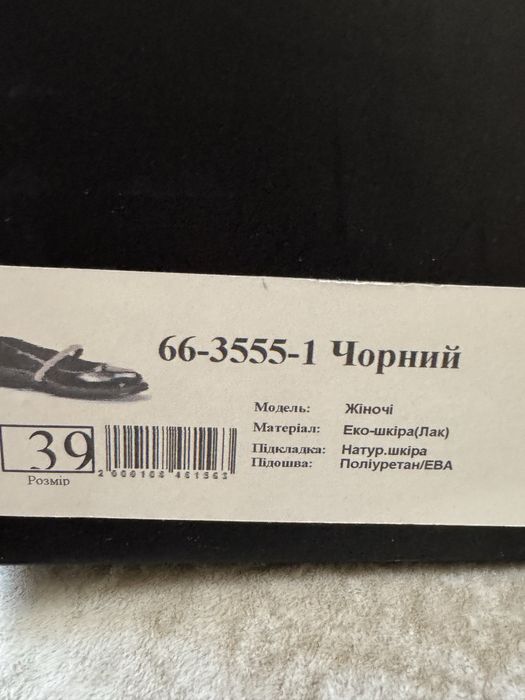 66-3555-1 Чорний
Модель: Жіночі
Матеріал: Еко-шкіра(Лак)
Підкладка: Натур.шкіра
Підошва: Поліуретан/ЕВА
39
Розмір